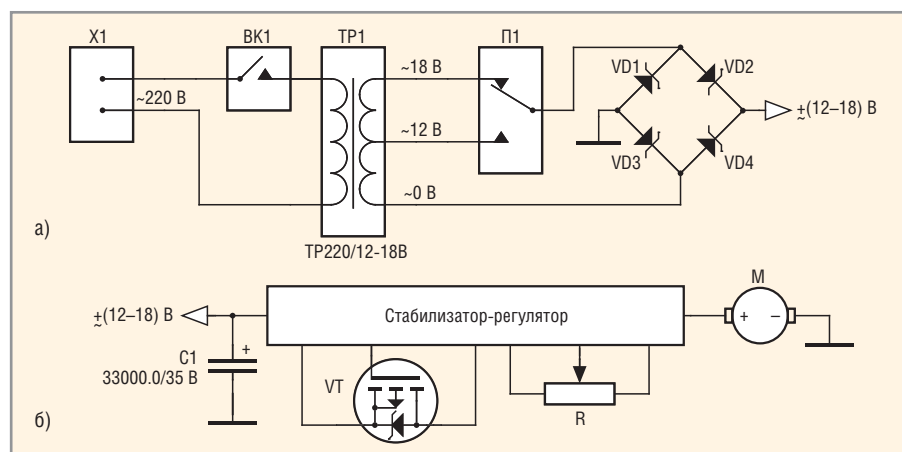 X1
ВК1
ТР1
П1
~18 В
VD1
VD2
~220 В
~12 В
±(12–18) В
~
VD3
VD4
~0 В
а)
ТР220/12-18В
М
±(12–18) В
~
Стабилизатор-регулятор
+
–
С1
+
33000.0/35 В
VT
R
б)